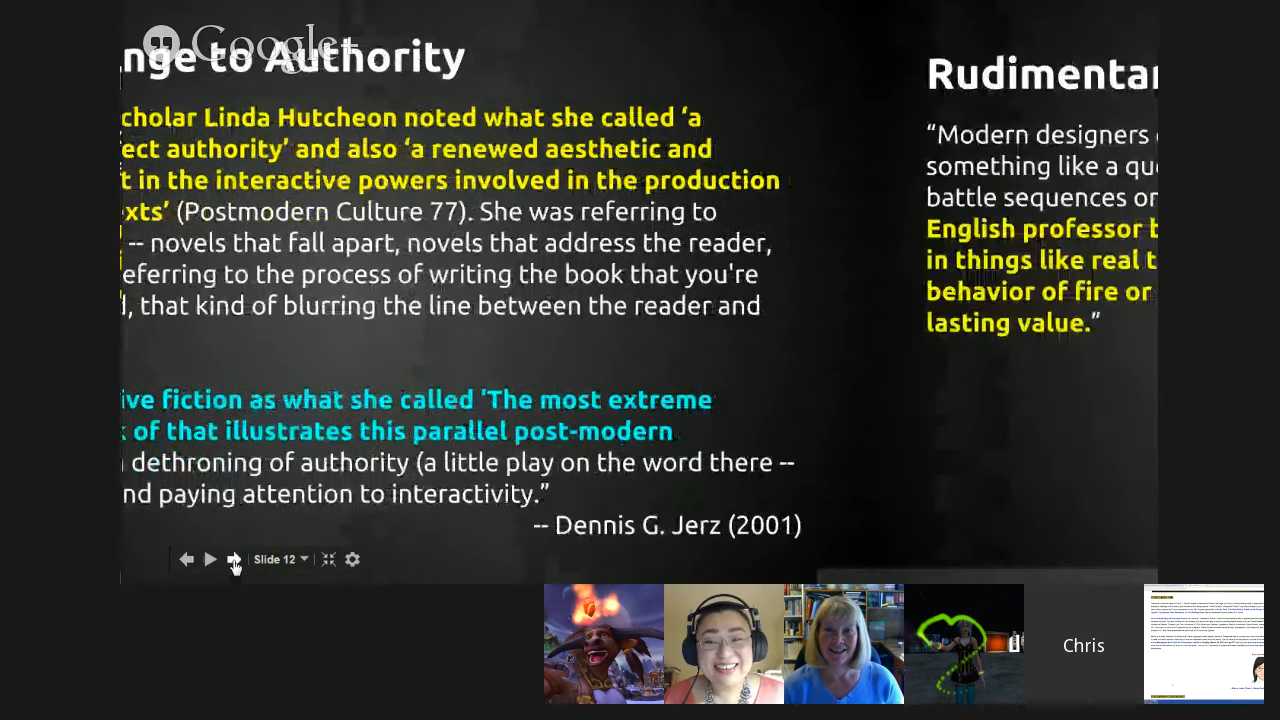 Google+
nge to Authority
cholar Linda Hutcheon noted what she called ‘a
ect authority’ and also ‘a renewed aesthetic and
t in the interactive powers involved in the production
exts’ (Postmodern Culture 77). She was referring to
-- novels that fall apart, novels that address the reader,
eferring to the process of writing the book that you're
d, that kind of blurring the line between the reader and
ive fiction as what she called 'The most extreme
k of that illustrates this parallel post-modern
dethroning of authority (a little play on the word there --
nd paying attention to interactivity.”
-- Dennis G. Jerz (2001)
Rudimentar
“Modern designers
something like a que
battle sequences or
English professor b
in things like real t
behavior of fire or
lasting value.”
Slide 12
Chris